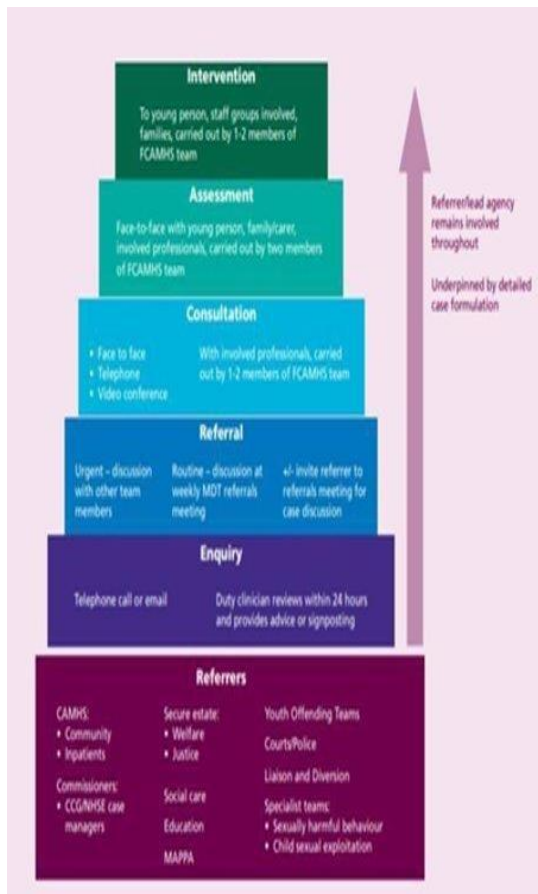 Intervention
To young person, staff groups involved,
families, carried out by 1-2 members of
FCAMHS team
Assessment
Face-to-face with young person, family/carer,
involved professionals, carried out by two members
of FCAMHS team
Consultation
• Face to face
• Telephone
• Video conference
With involved professionals, carried
out by 1-2 members of FCAMHS team
Referral
Urgent – discussion
with other team
members
Routine – discussion at
weekly MDT referrals
meeting
+/- invite referrer to
referrals meeting for
case discussion
Enquiry
Telephone call or email
Duty clinician reviews within 24 hours
and provides advice or signposting
Referrers
CAMHS:
• Community
• Inpatients
Commissioners:
• CCG/NHSE case
managers
Secure estate:
• Welfare
• Justice
Social care
Education
MAPPA
Youth Offending Teams
Courts/Police
Liaison and Diversion
Specialist teams:
• Sexually harmful behaviour
• Child sexual exploitation
Referrer/lead agency
remains involved
throughout
Underpinned by detailed
case formulation